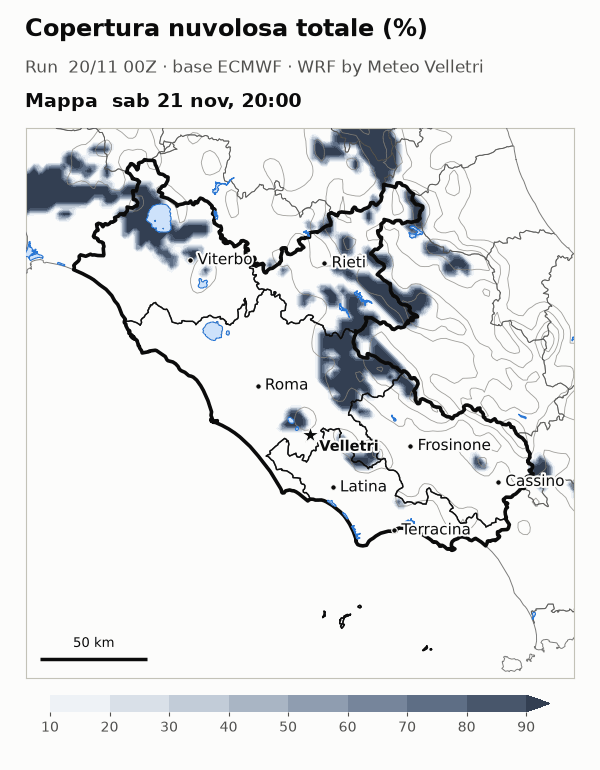 Copertura nuvolosa totale (%)
Run  20/11 00Z · base ECMWF · WRF by Meteo Velletri
Mappa  sab 21 nov, 20:00
Viterbo
Rieti
Roma
Velletri
Frosinone
Latina
Cassino
Terracina
50 km
10 20 30 40 50 60 70 80 90